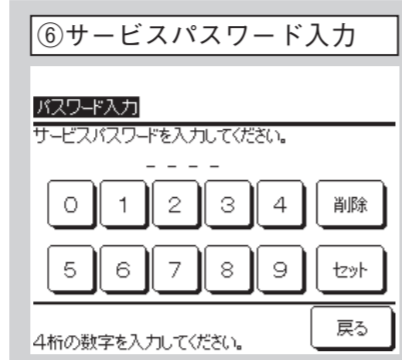 ⑥サービスパスワード入力
パスワード入力
サービスパスワードを入力してください。
- - - -
0 1 2 3 4 削除
5 6 7 8 9 セット
4桁の数字を入力してください。 戻る